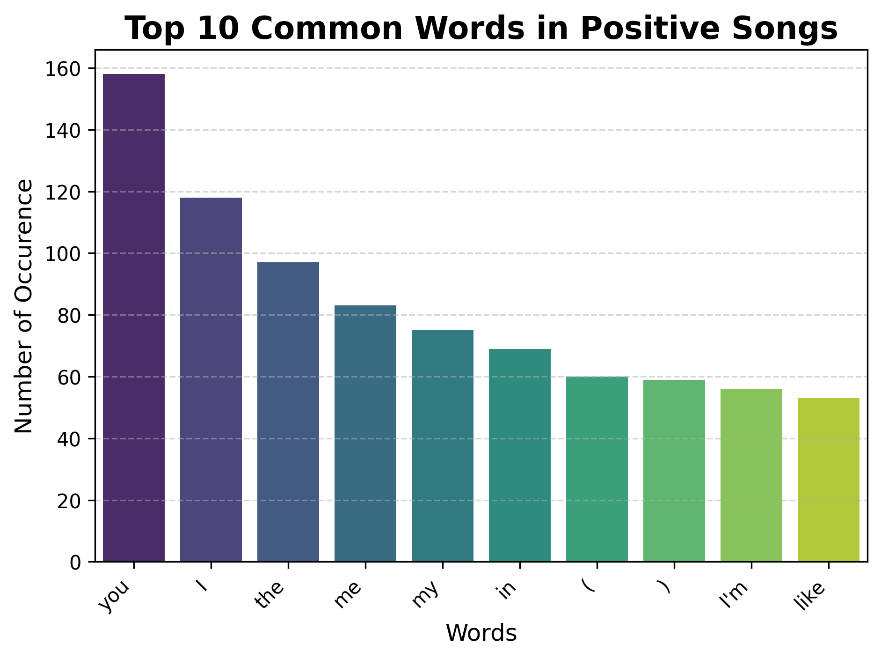 Top 10 Common Words in Positive Songs
Number of Occurence
160
140
120
100
80
60
40
20
0
you
I
the
me
my
in
(
)
I'm
like
Words